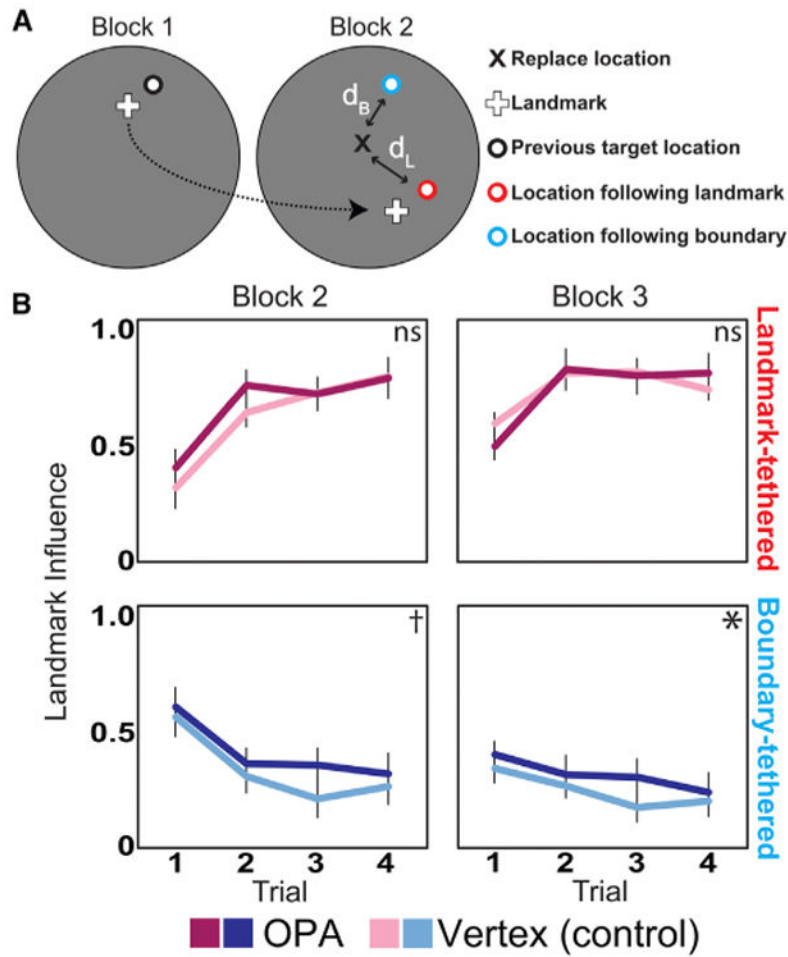 A
Block 1
Block 2
d_B
X
d_L
X Replace location
Landmark
Previous target location
Location following landmark
Location following boundary
B
Block 2
Block 3
Landmark Influence
1.0
0.5
0
ns
ns
Landmark-tethered
1.0
0.5
0
†
*
Boundary-tethered
1 2 3 4
1 2 3 4
Trial
Trial
OPA
Vertex (control)